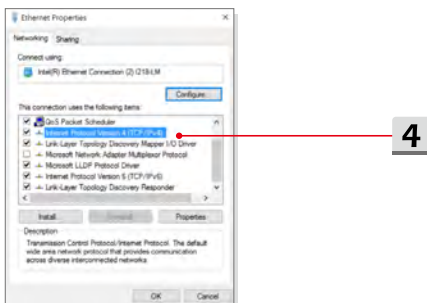 Ethernet Properties
Networking Sharing
Connect using:
Intel(R) Ethernet Connection (2) I218-LM
Configure...
This connection uses the following items:
QoS Packet Scheduler
Internet Protocol Version 4 (TCP/IPv4)
Link-Layer Topology Discovery Mapper I/O Driver
Microsoft Network Adapter Multiplexor Protocol
Microsoft LLDP Protocol Driver
Internet Protocol Version 6 (TCP/IPv6)
Link-Layer Topology Discovery Responder
Install... Uninstall Properties
Description
Transmission Control Protocol/Internet Protocol. The default
wide area network protocol that provides communication
across diverse interconnected networks.
OK Cancel
4